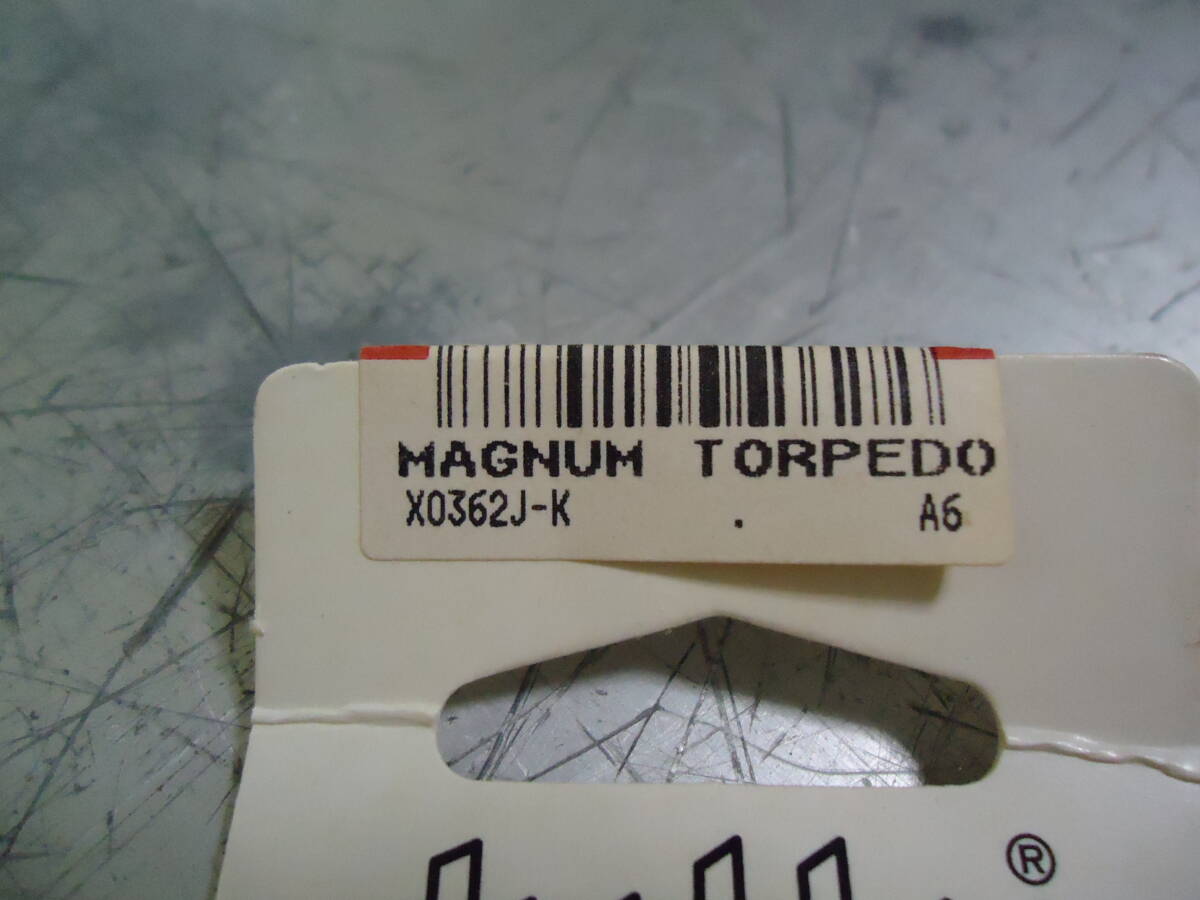 MAGNUM TORPEDO
X0362J-K . A6
®